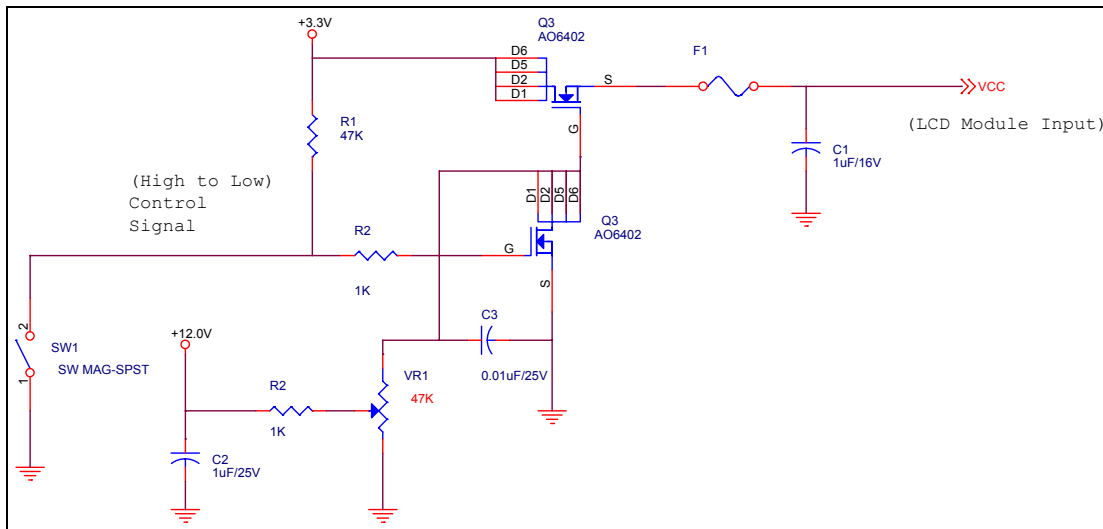 +3.3V
Q3
AO6402
D6
D5
D2
D1
S
G
F1
VCC
(LCD Module Input)
C1
1uF/16V
R1
47K
(High to Low)
Control
Signal
D1
D2
D5
D6
Q3
AO6402
G
S
R2
1K
2
1
SW1
SW MAG-SPST
+12.0V
C3
0.01uF/25V
R2
1K
VR1
47K
C2
1uF/25V